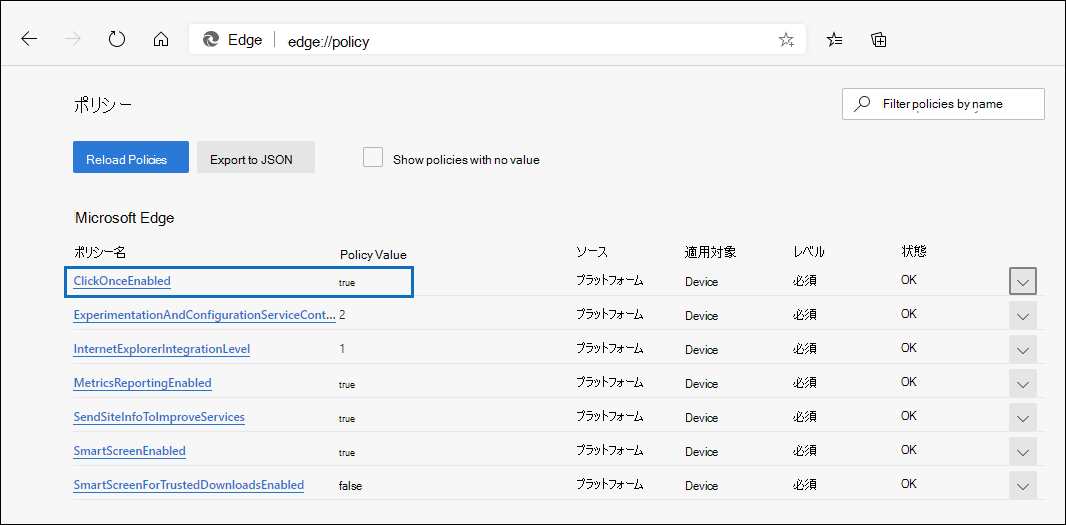 Edge edge://policy
ポリシー
Filter policies by name
Reload Policies Export to JSON Show policies with no value
Microsoft Edge
ポリシー名 Policy Value ソース 適用対象 レベル 状態
ClickOnceEnabled true プラットフォーム Device 必須 OK
ExperimentationAndConfigurationServiceCont... 2 プラットフォーム Device 必須 OK
InternetExplorerIntegrationLevel 1 プラットフォーム Device 必須 OK
MetricsReportingEnabled true プラットフォーム Device 必須 OK
SendSiteInfoToImproveServices true プラットフォーム Device 必須 OK
SmartScreenEnabled true プラットフォーム Device 必須 OK
SmartScreenForTrustedDownloadsEnabled false プラットフォーム Device 必須 OK